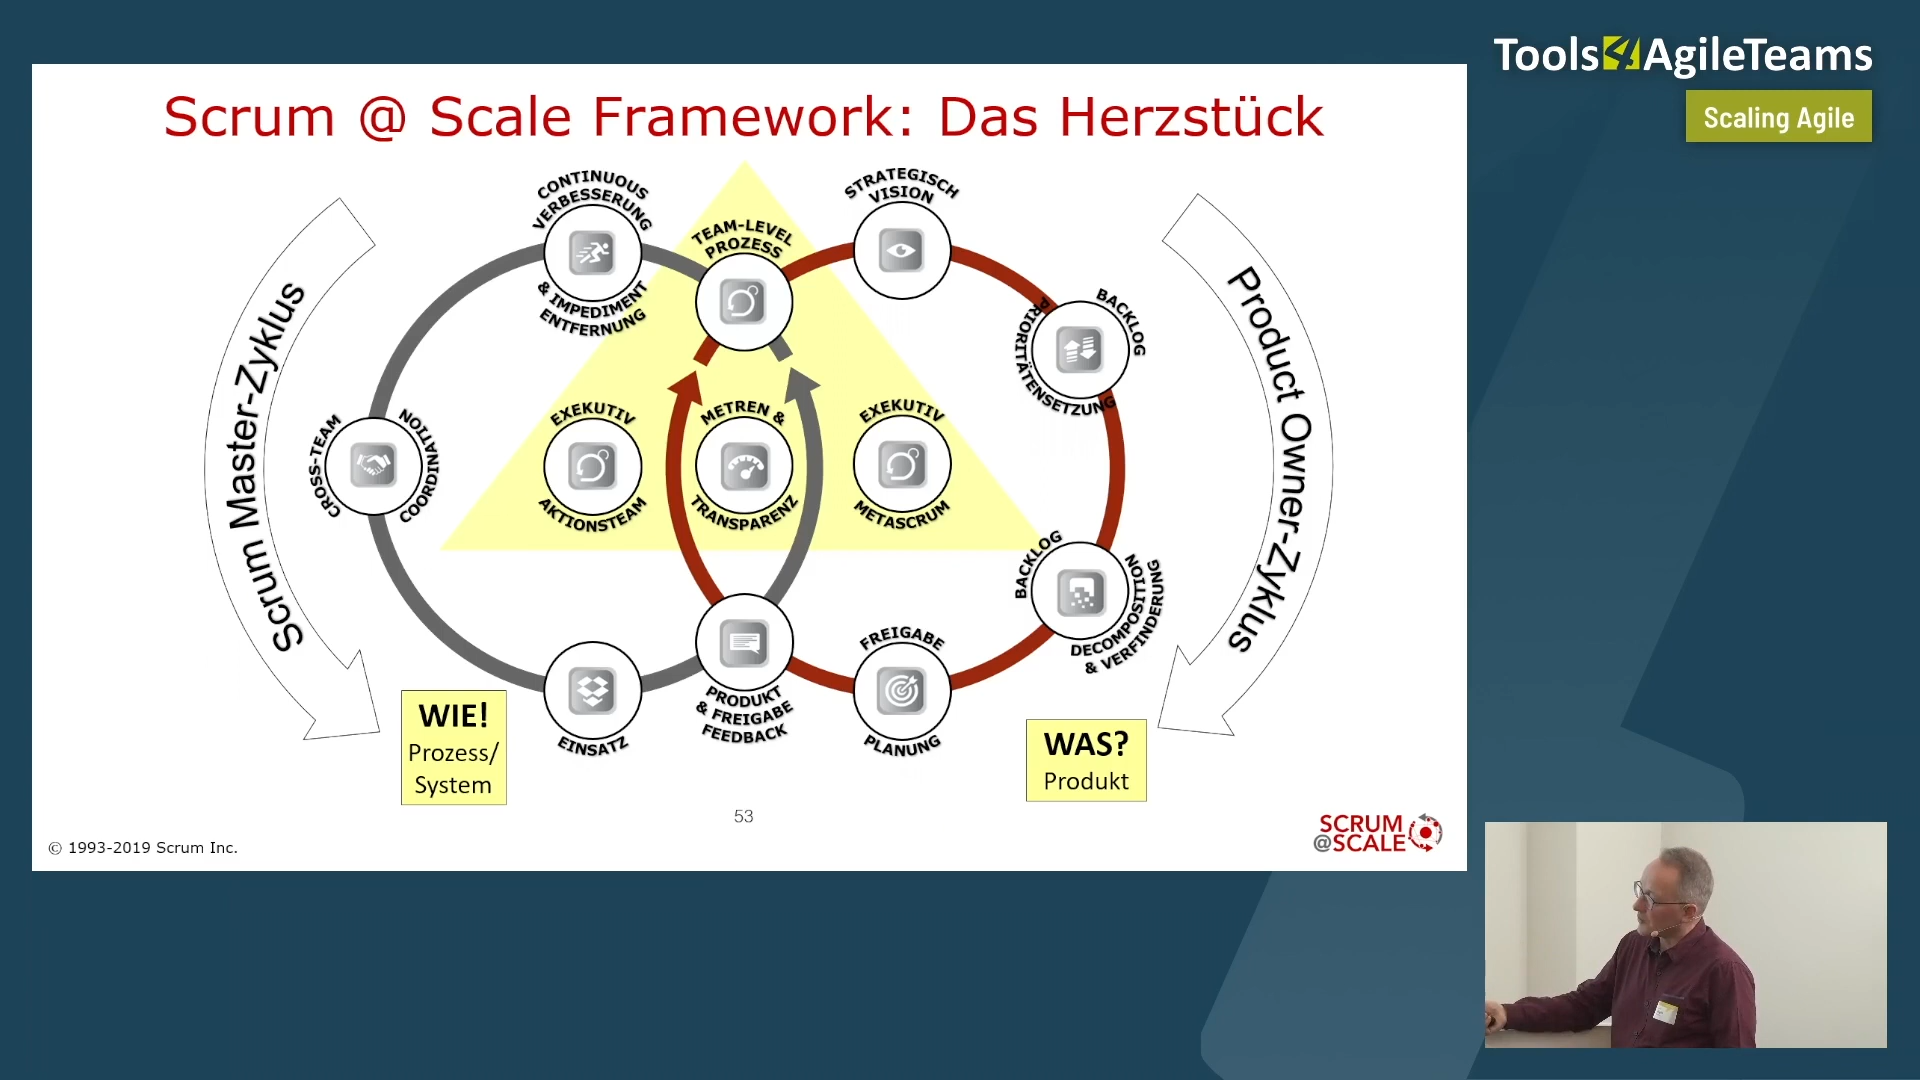 Tools4AgileTeams
Scaling Agile
Scrum @ Scale Framework: Das Herzstück
CONTINUOUS
VERBESSERUNG
& IMPEDIMENT
ENTFERNUNG
TEAM-LEVEL
PROZESS
STRATEGISCH
VISION
BACKLOG
PRIORITÄTENSETZUNG
Scrum Master-Zyklus
Product Owner-Zyklus
CROSS-TEAM
COORDINATION
EXEKUTIV
AKTIONSTEAM
METREN &
TRANSPARENZ
EXEKUTIV
METASCRUM
BACKLOG
DECOMPOSITION
& VERFINDERUNG
EINSATZ
PRODUKT
& FREIGABE
FEEDBACK
FREIGABE
PLANUNG
WIE!
Prozess/
System
WAS?
Produkt
53
© 1993-2019 Scrum Inc.
SCRUM
@SCALE